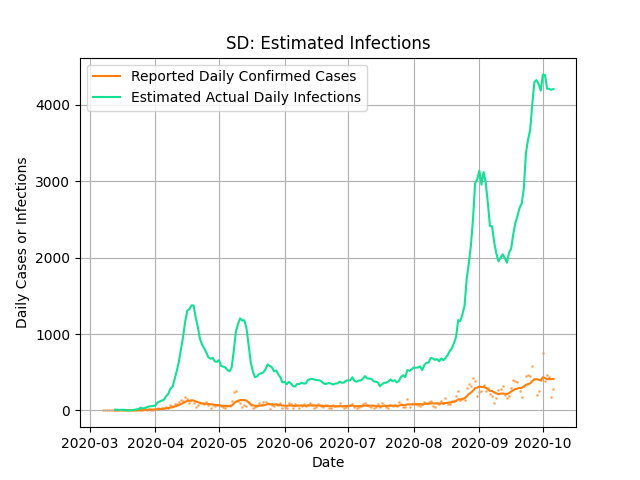 SD: Estimated Infections
Reported Daily Confirmed Cases
Estimated Actual Daily Infections
Daily Cases or Infections
4000
3000
2000
1000
0
2020-03 2020-04 2020-05 2020-06 2020-07 2020-08 2020-09 2020-10
Date